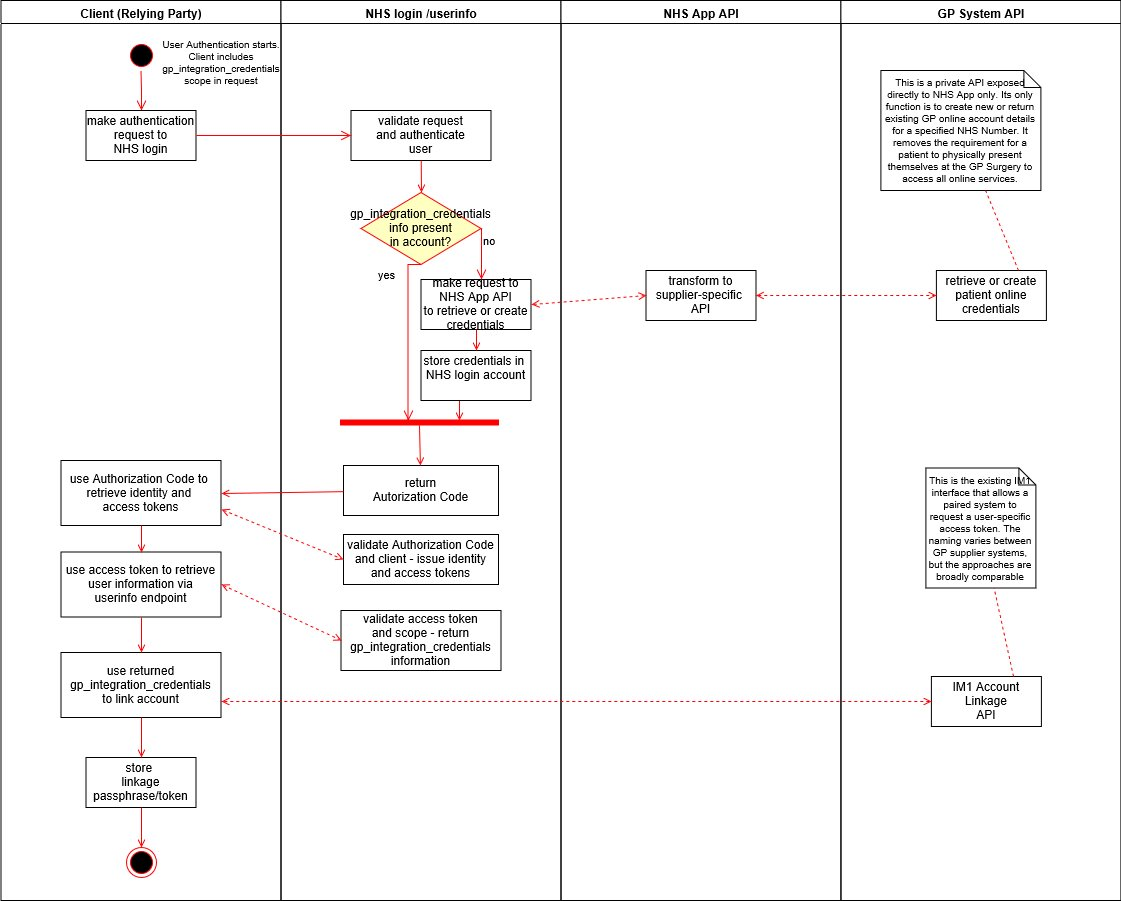 Client (Relying Party)
NHS login /userinfo
NHS App API
GP System API
User Authentication starts.
Client includes
gp_integration_credentials
scope in request
make authentication
request to
NHS login
validate request
and authenticate
user
This is a private API exposed
directly to NHS App only. Its only
function is to create new or return
existing GP online account details
for a specified NHS Number. It
removes the requirement for a
patient to physically present
themselves at the GP Surgery to
access all online services.
gp_integration_credentials
info present
in account?
no
yes
make request to
NHS App API
to retrieve or create
credentials
transform to
supplier-specific
API
retrieve or create
patient online
credentials
store credentials in
NHS login account
return
Autorization Code
use Authorization Code to
retrieve identity and
access tokens
validate Authorization Code
and client - issue identity
and access tokens
This is the existing IM1
interface that allows a
paired system to
request a user-specific
access token. The
naming varies between
GP supplier systems,
but the approaches are
broadly comparable
use access token to retrieve
user information via
userinfo endpoint
validate access token
and scope - return
gp_integration_credentials
information
use returned
gp_integration_credentials
to link account
IM1 Account
Linkage
API
store
linkage
passphrase/token